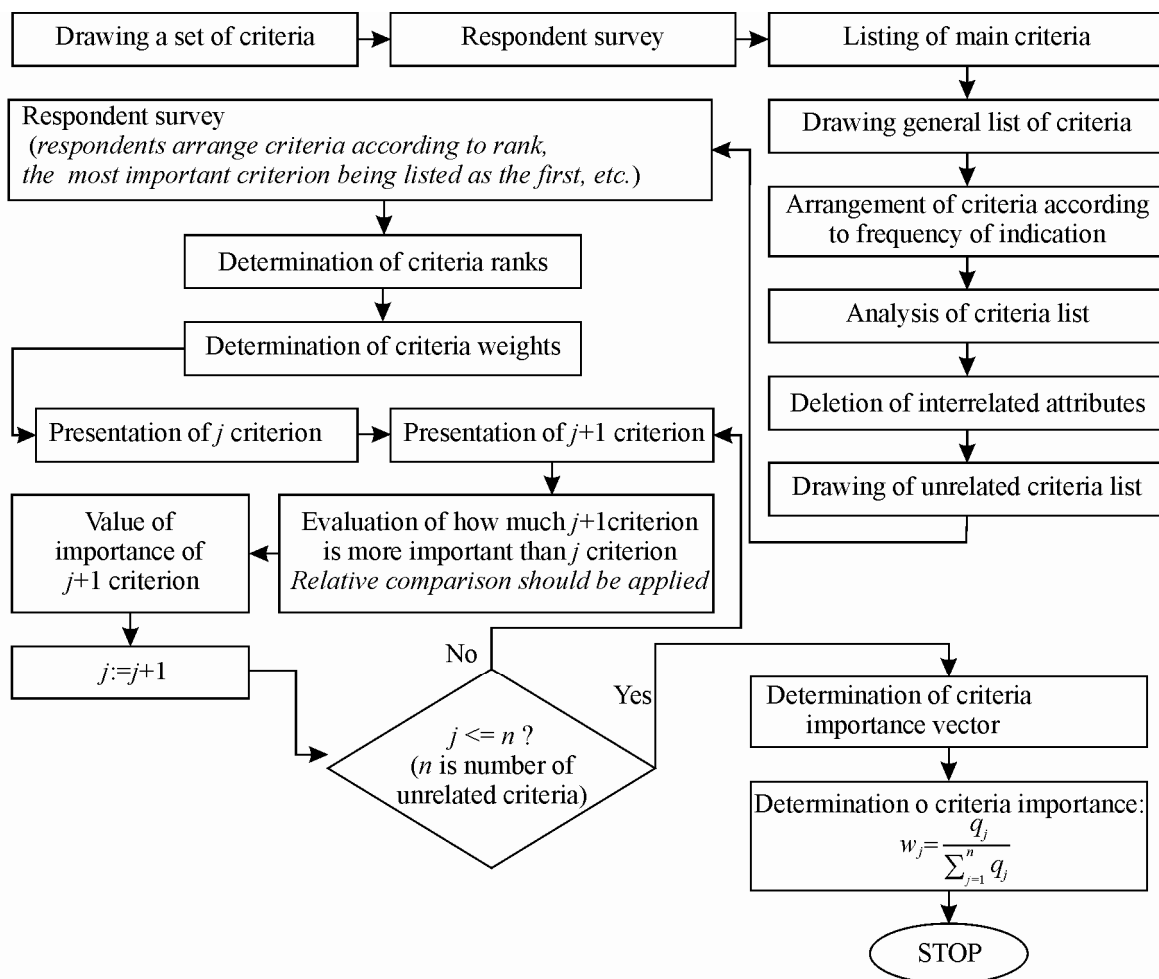 Drawing a set of criteria
Respondent survey
Listing of main criteria
Drawing general list of criteria
Arrangement of criteria according
to frequency of indication
Analysis of criteria list
Deletion of interrelated attributes
Drawing of unrelated criteria list
Respondent survey
(respondents arrange criteria according to rank,
the most important criterion being listed as the first, etc.)
Determination of criteria ranks
Determination of criteria weights
Presentation of j criterion
Presentation of j+1 criterion
Evaluation of how much j+1criterion
is more important than j criterion
Relative comparison should be applied
Value of
importance of
j+1 criterion
j:=j+1
j <= n ?
(n is number of
unrelated criteria)
No
Yes
Determination of criteria
importance vector
Determination o criteria importance:
w_j = q_j / ∑_{j=1}^{n} q_j
STOP